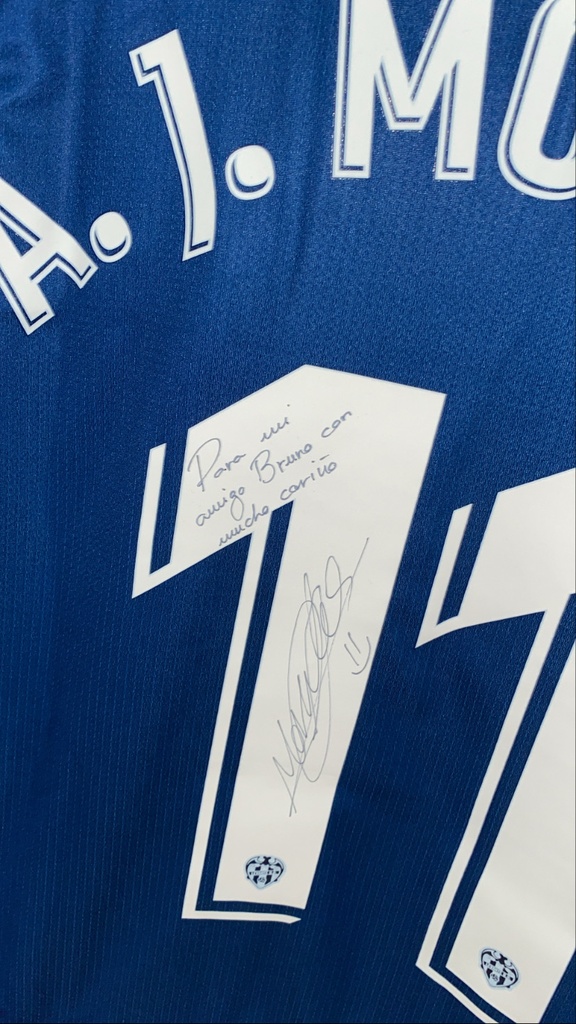 A. J. MO
Para mi
amigo Bruno con
mucho cariño
11